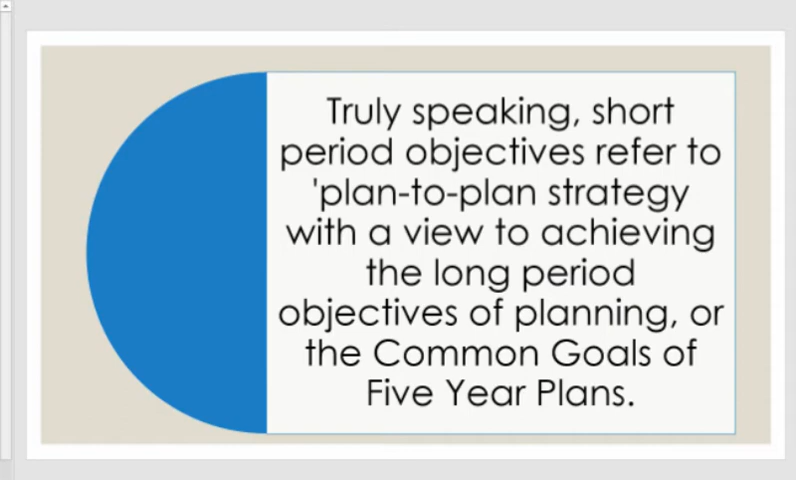 Truly speaking, short
period objectives refer to
'plan-to-plan strategy
with a view to achieving
the long period
objectives of planning, or
the Common Goals of
Five Year Plans.